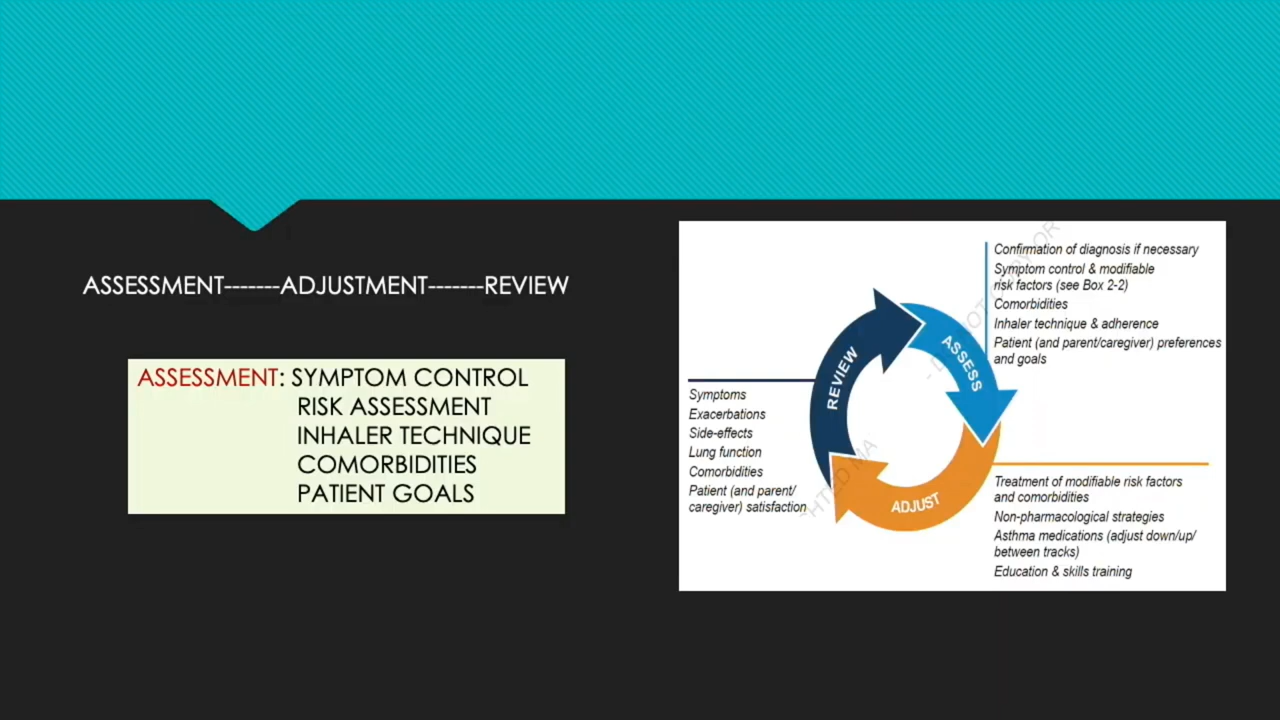 ASSESSMENT-------ADJUSTMENT-------REVIEW
ASSESSMENT: SYMPTOM CONTROL
RISK ASSESSMENT
INHALER TECHNIQUE
COMORBIDITIES
PATIENT GOALS
Confirmation of diagnosis if necessary
Symptom control & modifiable
risk factors (see Box 2-2)
Comorbidities
Inhaler technique & adherence
Patient (and parent/caregiver) preferences
and goals
REVIEW
ASSESS
ADJUST
Symptoms
Exacerbations
Side-effects
Lung function
Comorbidities
Patient (and parent/
caregiver) satisfaction
Treatment of modifiable risk factors
and comorbidities
Non-pharmacological strategies
Asthma medications (adjust down/up/
between tracks)
Education & skills training